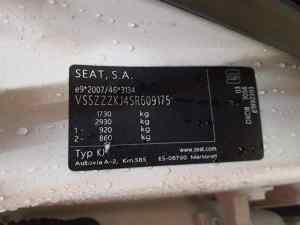 SEAT, S.A.
e9*2007/46*3134
VSSZZZKJ4SR609175
1730 kg
2930 kg
1 - 920 kg
2 - 860 kg
Typ KJ
www.seat.com
Autovia A-2, Km.585 ES-08760 Martorell